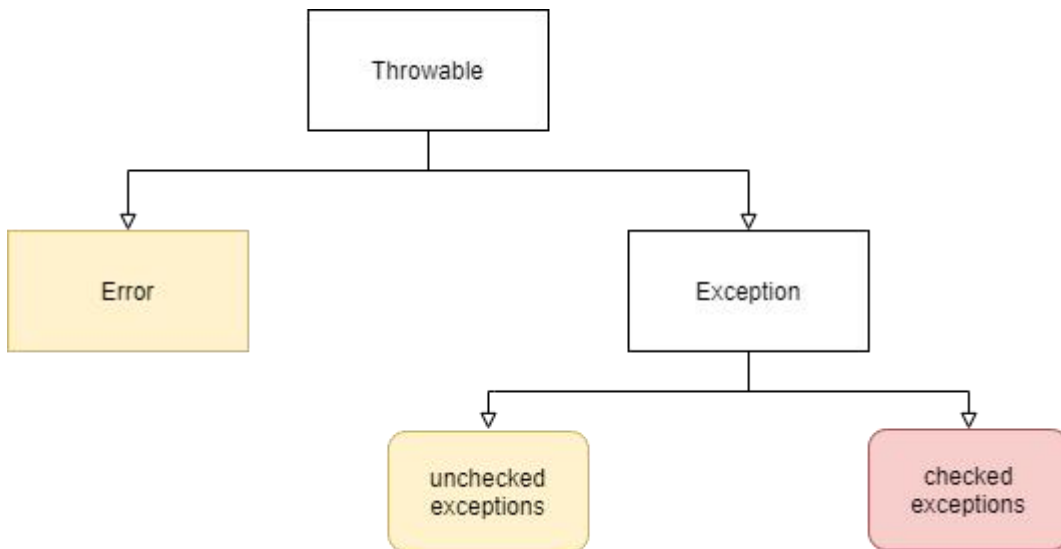 Throwable
Error
Exception
unchecked
exceptions
checked
exceptions